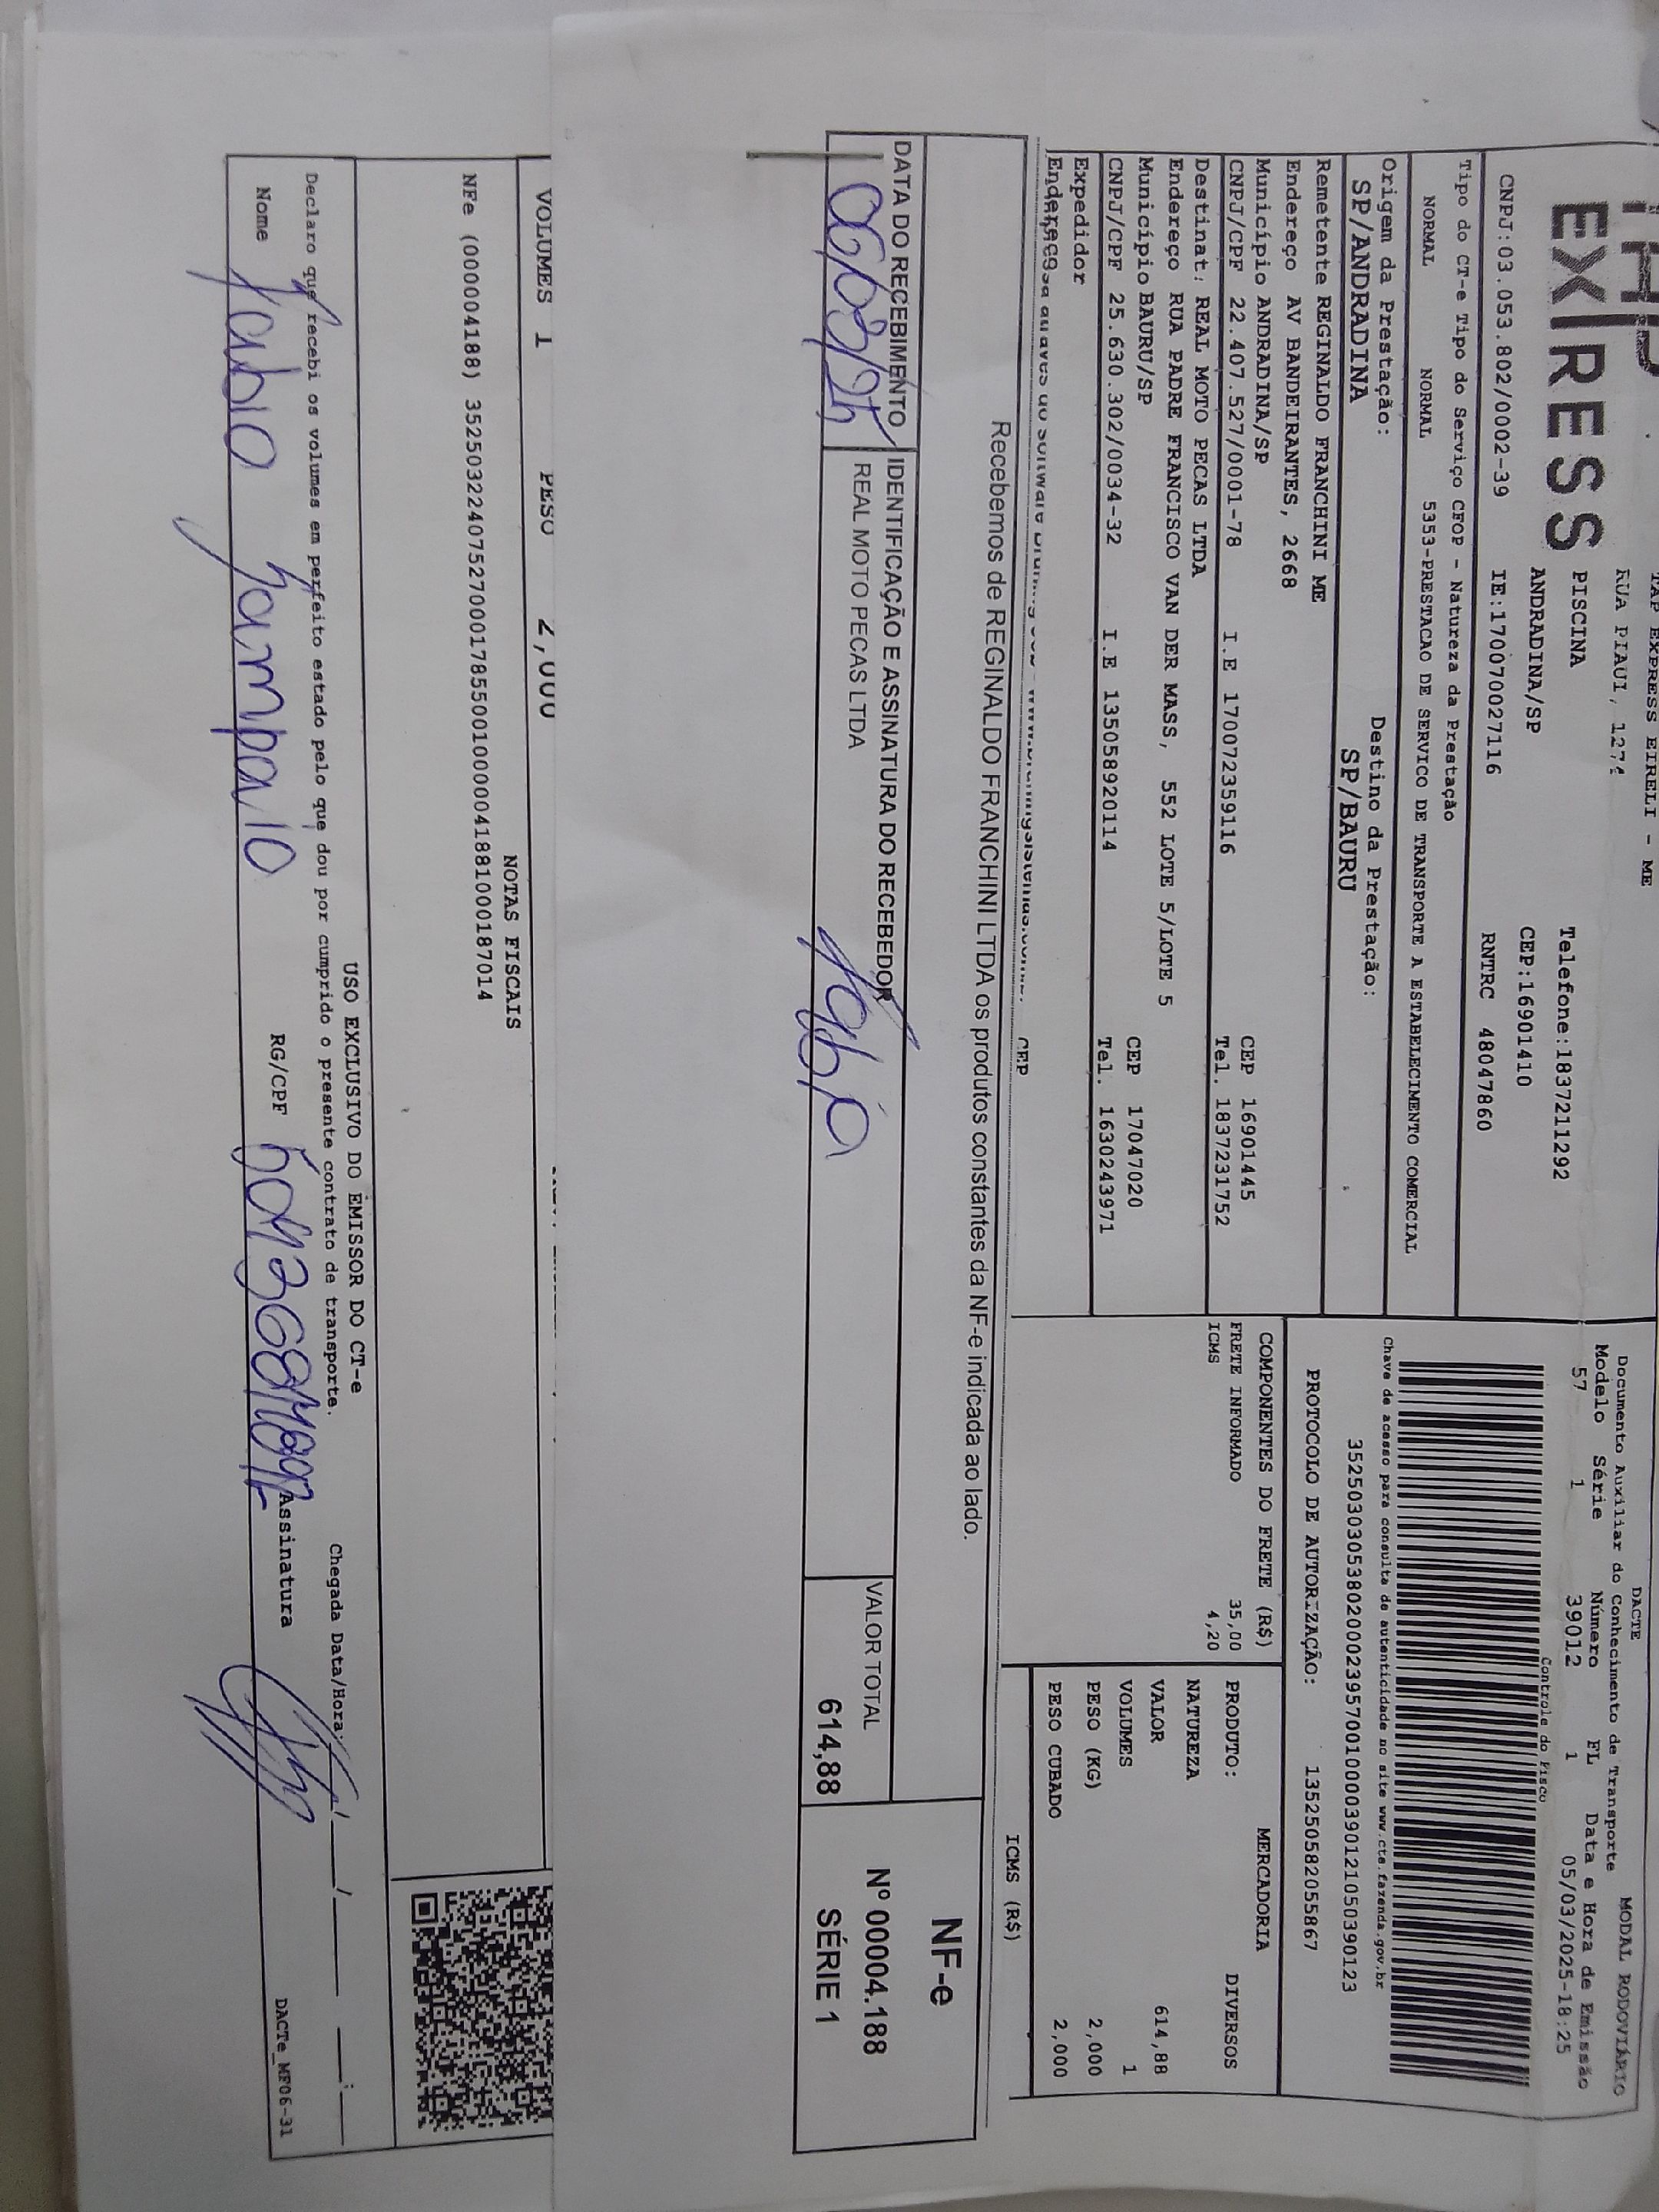 TAP EXPRESS EIRELI - ME
EXPRESS
RUA PIAUI, 1274
PISCINA
Telefone:1837211292
ANDRADINA/SP
CEP:16901410
CNPJ:03.053.802/0002-39
IE:170070027116
RNTRC 48047860
DACTE
MODAL RODOVIÁRIO
Documento Auxiliar do Conhecimento de Transporte
Modelo Série Número FL Data e Hora de Emissão
57 1 39012 1 05/03/2025-18:25
Controle do Fisco
Tipo do CT-e Tipo do Serviço CFOP - Natureza da Prestação
NORMAL NORMAL 5353-PRESTACAO DE SERVICO DE TRANSPORTE A ESTABELECIMENTO COMERCIAL
Chave de acesso para consulta de autenticidade no site www.cte.fazenda.gov.br
35250303053802000239570010000390121050390123
Origem da Prestação: Destino da Prestação:
SP/ANDRADINA SP/BAURU
PROTOCOLO DE AUTORIZAÇÃO: 135250582055867
Remetente REGINALDO FRANCHINI ME
Endereço AV BANDEIRANTES, 2668
Município ANDRADINA/SP CEP 16901445
CNPJ/CPF 22.407.527/0001-78 I.E 170072359116 Tel. 1837231752
Destinat: REAL MOTO PECAS LTDA
Endereço RUA PADRE FRANCISCO VAN DER MASS, 552 LOTE 5/LOTE 5
Município BAURU/SP CEP 17047020
CNPJ/CPF 25.630.302/0034-32 I.E 135058920114 Tel. 1630243971
Expedidor
Endereço
CEP
COMPONENTES DO FRETE (R$)
FRETE INFORMADO 35,00
ICMS 4,20
MERCADORIA
PRODUTO: DIVERSOS
NATUREZA
VALOR 614,88
VOLUMES 1
PESO (KG) 2,000
PESO CUBADO 2,000
ICMS (R$)
Recebemos de REGINALDO FRANCHINI LTDA os produtos constantes da NF-e indicada ao lado.
NF-e
Nº 00004.188
SÉRIE 1
DATA DO RECEBIMENTO IDENTIFICAÇÃO E ASSINATURA DO RECEBEDOR VALOR TOTAL
REAL MOTO PECAS LTDA
06/03/25 Fabio 614,88
VOLUMES 1 PESO 2,000
NOTAS FISCAIS
NFe (000004188) 35250322407527000178550010000041881000187014
USO EXCLUSIVO DO EMISSOR DO CT-e
Declaro que recebi os volumes em perfeito estado pelo que dou por cumprido o presente contrato de transporte.
Chegada Data/Hora:
Nome Fabio Sampaio RG/CPF Assinatura
DACTe_MF06-31